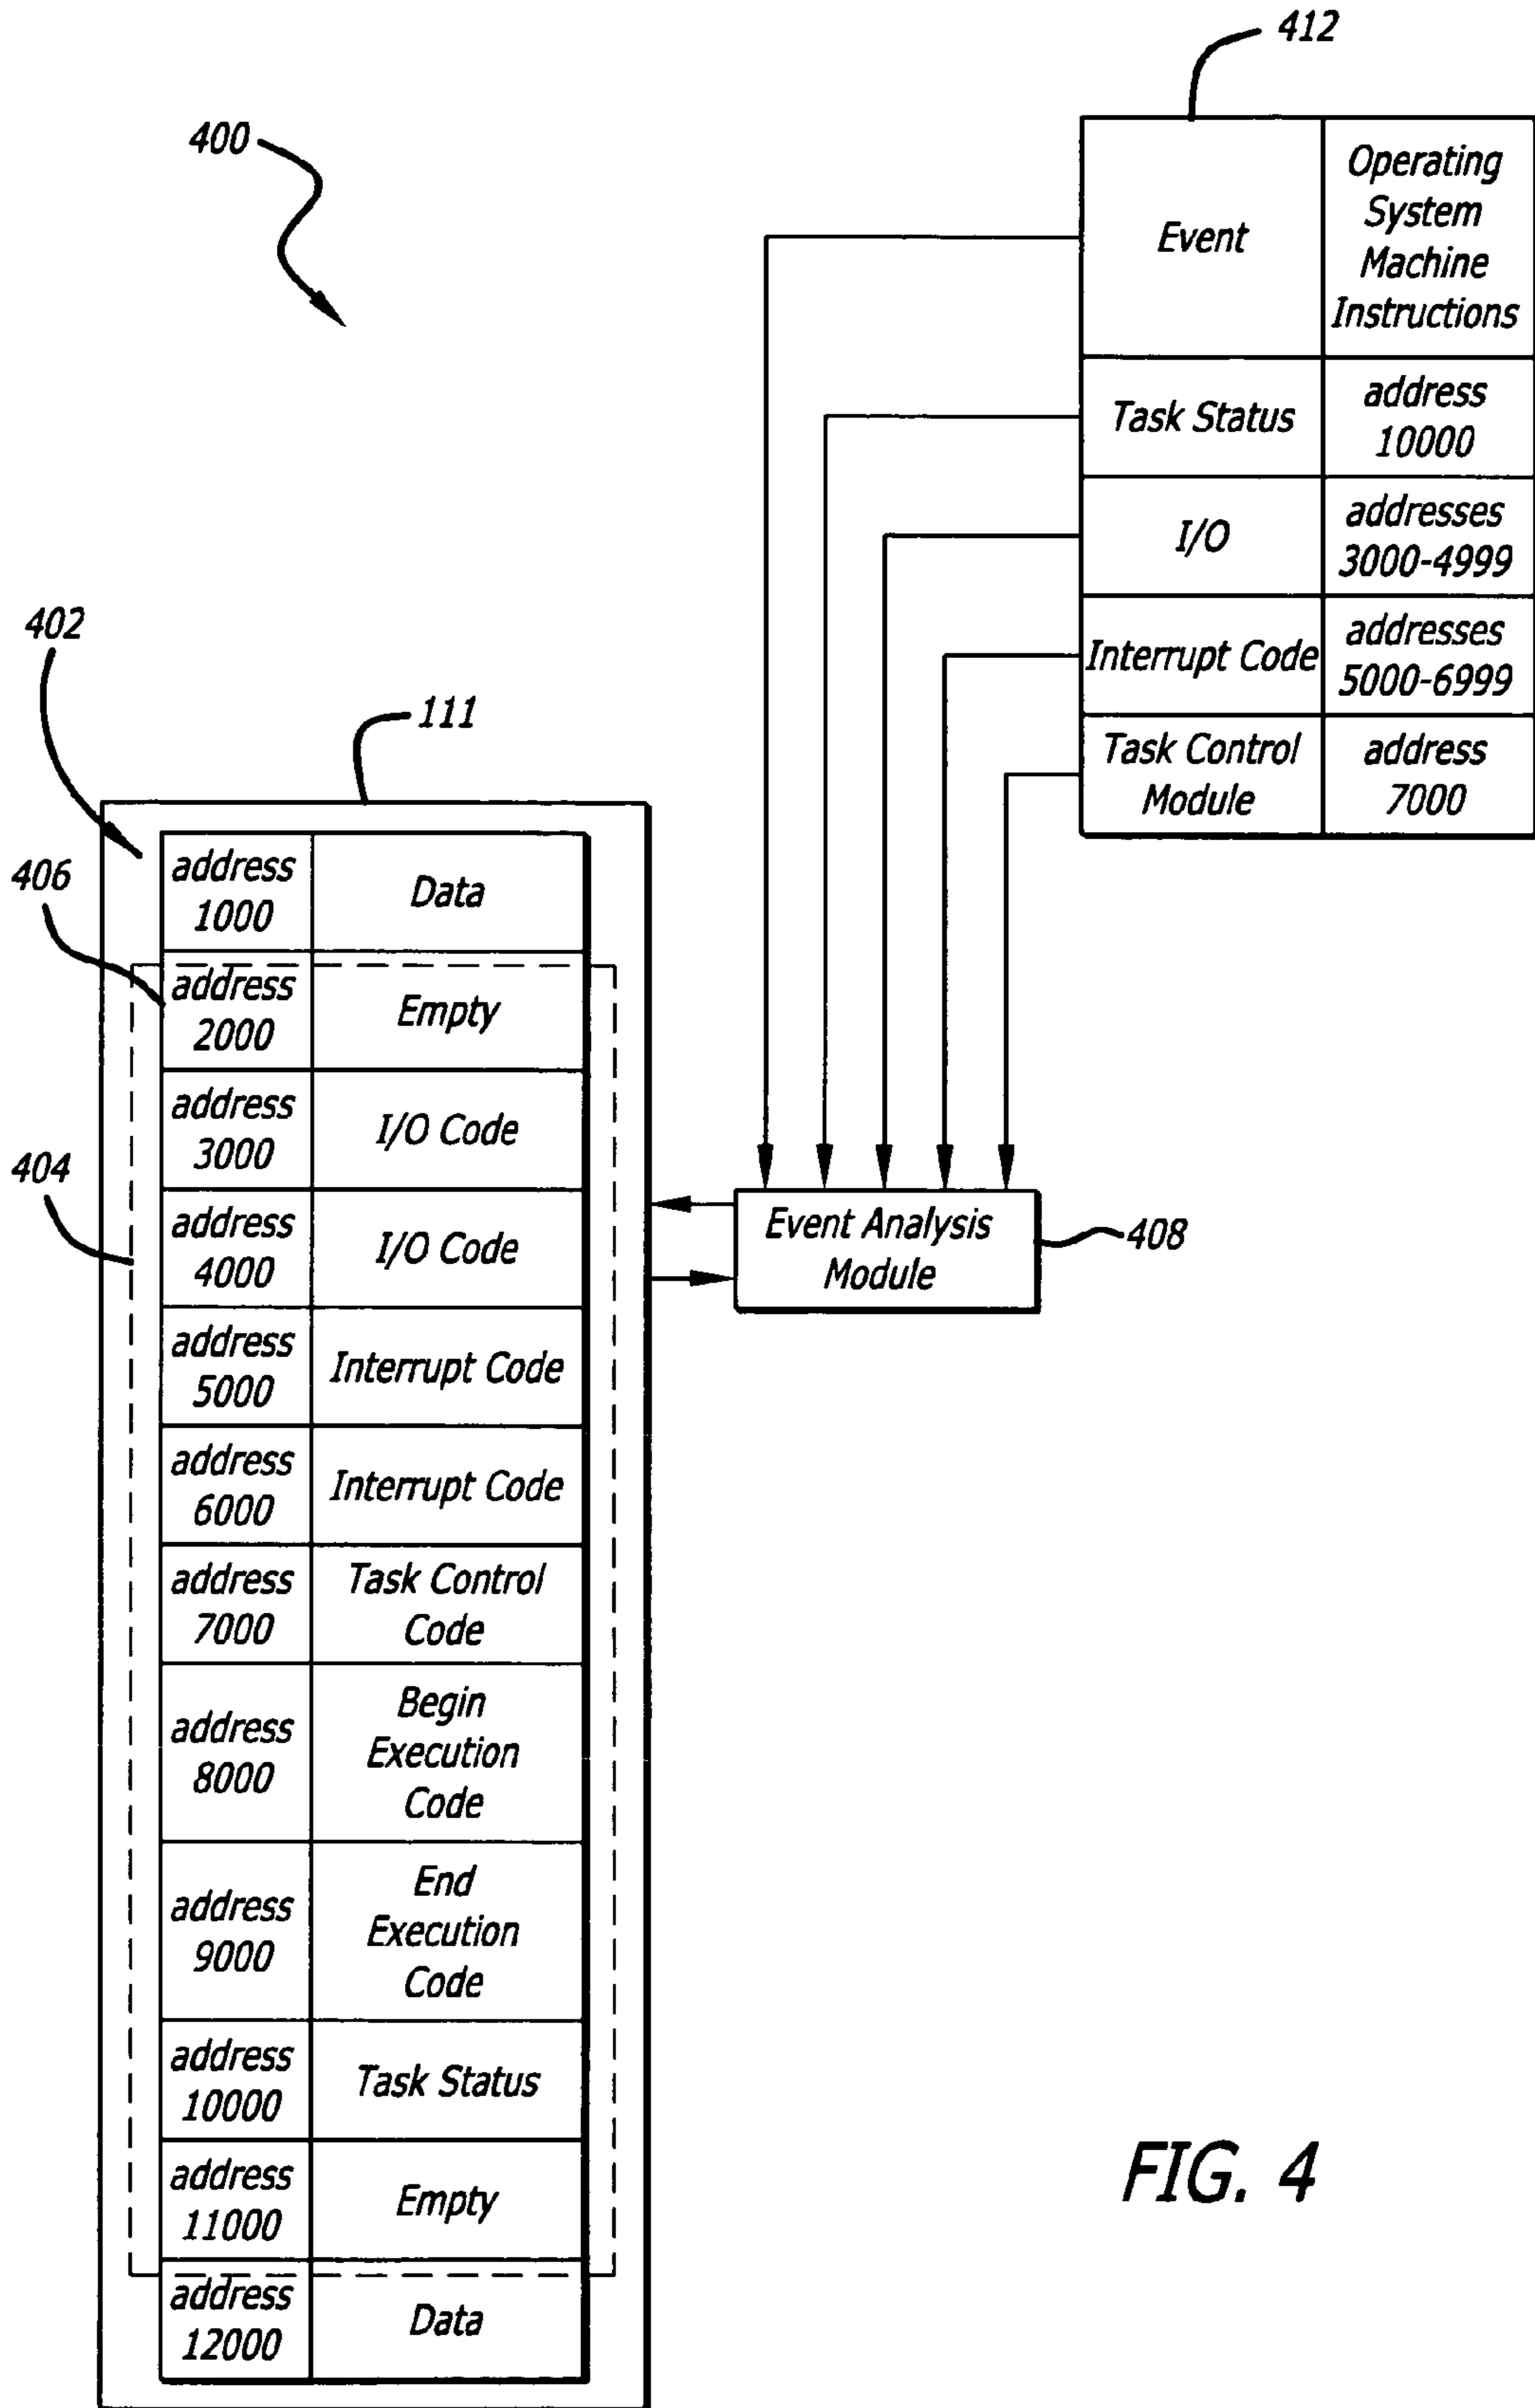 412
400
Event
Operating
System
Machine
Instructions
Task Status
address
10000
I/O
addresses
3000-4999
Interrupt Code
addresses
5000-6999
Task Control
Module
address
7000
402
111
406
404
address
1000
Data
address
2000
Empty
address
3000
I/O Code
address
4000
I/O Code
address
5000
Interrupt Code
address
6000
Interrupt Code
address
7000
Task Control
Code
address
8000
Begin
Execution
Code
address
9000
End
Execution
Code
address
10000
Task Status
address
11000
Empty
address
12000
Data
Event Analysis
Module
408
FIG. 4